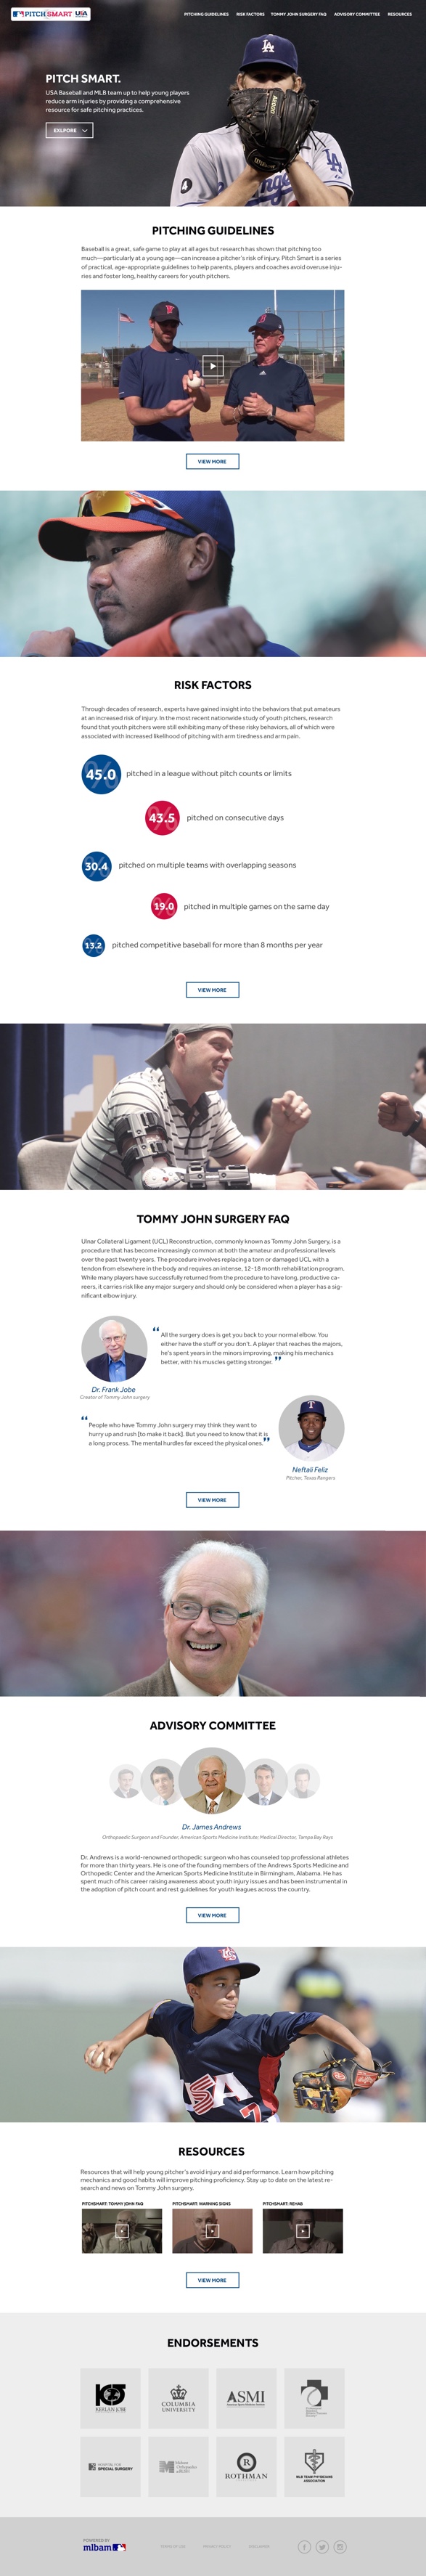 PITCH SMART USA
PITCHING GUIDELINES RISK FACTORS TOMMY JOHN SURGERY FAQ ADVISORY COMMITTEE RESOURCES
PITCH SMART.
USA Baseball and MLB team up to help young players
reduce arm injuries by providing a comprehensive
resource for safe pitching practices.
EXLPORE
PITCHING GUIDELINES
Baseball is a great, safe game to play at all ages but research has shown that pitching too
much—particularly at a young age—can increase a pitcher's risk of injury. Pitch Smart is a series
of practical, age-appropriate guidelines to help parents, players and coaches avoid overuse inju-
ries and foster long, healthy careers for youth pitchers.
VIEW MORE
RISK FACTORS
Through decades of research, experts have gained insight into the behaviors that put amateurs
at an increased risk of injury. In the most recent nationwide study of youth pitchers, research
found that youth pitchers were still exhibiting many of these risky behaviors, all of which were
associated with increased likelihood of pitching with arm tiredness and arm pain.
45.0 % pitched in a league without pitch counts or limits
43.5 % pitched on consecutive days
30.4 % pitched on multiple teams with overlapping seasons
19.0 % pitched in multiple games on the same day
13.2 % pitched competitive baseball for more than 8 months per year
VIEW MORE
TOMMY JOHN SURGERY FAQ
Ulnar Collateral Ligament (UCL) Reconstruction, commonly known as Tommy John Surgery, is a
procedure that has become increasingly common at both the amateur and professional levels
over the past twenty years. The procedure involves replacing a torn or damaged UCL with a
tendon from elsewhere in the body and requires an intense, 12-18 month rehabilitation program.
While many players have successfully returned from the procedure to have long, productive ca-
reers, it carries risk like any major surgery and should only be considered when a player has a sig-
nificant elbow injury.
“ All the surgery does is get you back to your normal elbow. You
either have the stuff or you don't. A player that reaches the majors,
he's spent years in the minors improving, making his mechanics
better, with his muscles getting stronger. ”
Dr. Frank Jobe
Creator of Tommy John surgery
“ People who have Tommy John surgery may think they want to
hurry up and rush [to make it back]. But you need to know that it is
a long process. The mental hurdles far exceed the physical ones. ”
Neftali Feliz
Pitcher, Texas Rangers
VIEW MORE
ADVISORY COMMITTEE
Dr. James Andrews
Orthopaedic Surgeon and Founder, American Sports Medicine Institute; Medical Director, Tampa Bay Rays
Dr. Andrews is a world-renowned orthopedic surgeon who has counseled top professional athletes
for more than thirty years. He is one of the founding members of the Andrews Sports Medicine and
Orthopedic Center and the American Sports Medicine Institute in Birmingham, Alabama. He has
spent much of his career raising awareness about youth injury issues and has been instrumental in
the adoption of pitch count and rest guidelines for youth leagues across the country.
VIEW MORE
RESOURCES
Resources that will help young pitcher's avoid injury and aid performance. Learn how pitching
mechanics and good habits will improve pitching proficiency. Stay up to date on the latest re-
search and news on Tommy John surgery.
PITCHSMART: TOMMY JOHN FAQ PITCHSMART: WARNING SIGNS PITCHSMART: REHAB
VIEW MORE
ENDORSEMENTS
KERLAN JOBE
COLUMBIA
UNIVERSITY
ASMI
HOSPITAL FOR
SPECIAL SURGERY
R
ROTHMAN
MLB TEAM PHYSICIANS
ASSOCIATION
POWERED BY
mlbam
TERMS OF USE PRIVACY POLICY